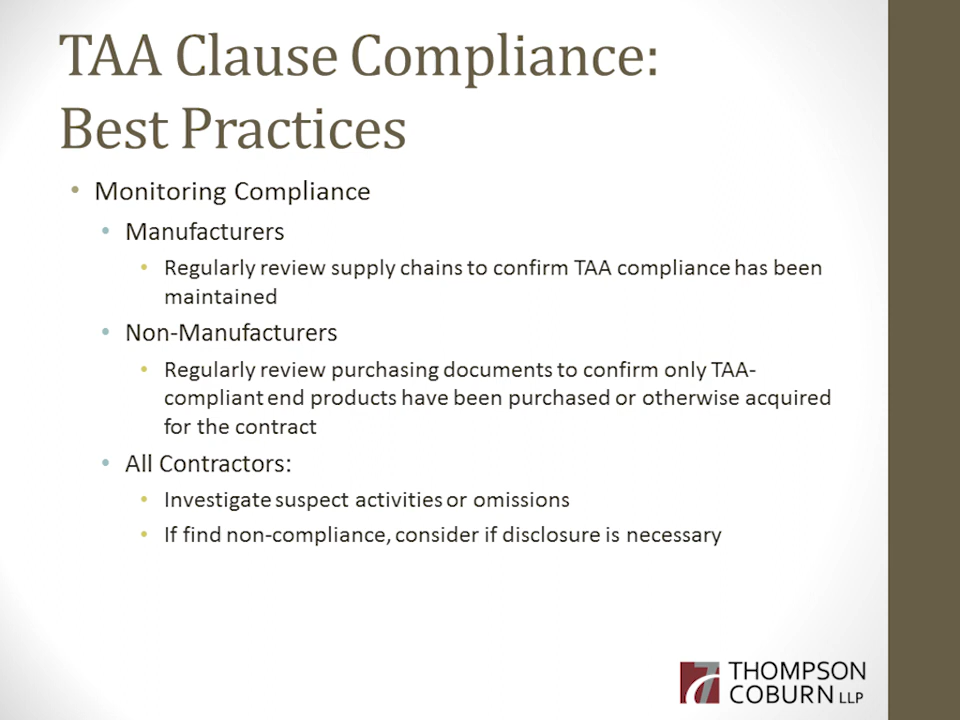 TAA Clause Compliance:
Best Practices
• Monitoring Compliance
• Manufacturers
• Regularly review supply chains to confirm TAA compliance has been
maintained
• Non-Manufacturers
• Regularly review purchasing documents to confirm only TAA-
compliant end products have been purchased or otherwise acquired
for the contract
• All Contractors:
• Investigate suspect activities or omissions
• If find non-compliance, consider if disclosure is necessary
THOMPSON
COBURN LLP